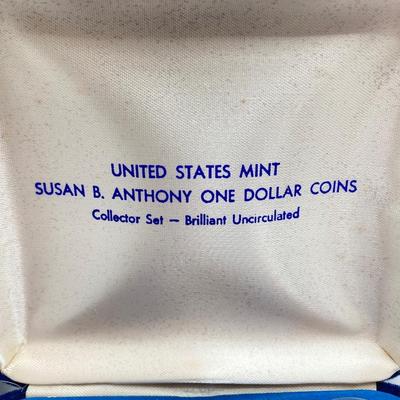 UNITED STATES MINT
SUSAN B. ANTHONY ONE DOLLAR COINS
Collector Set — Brilliant Uncirculated